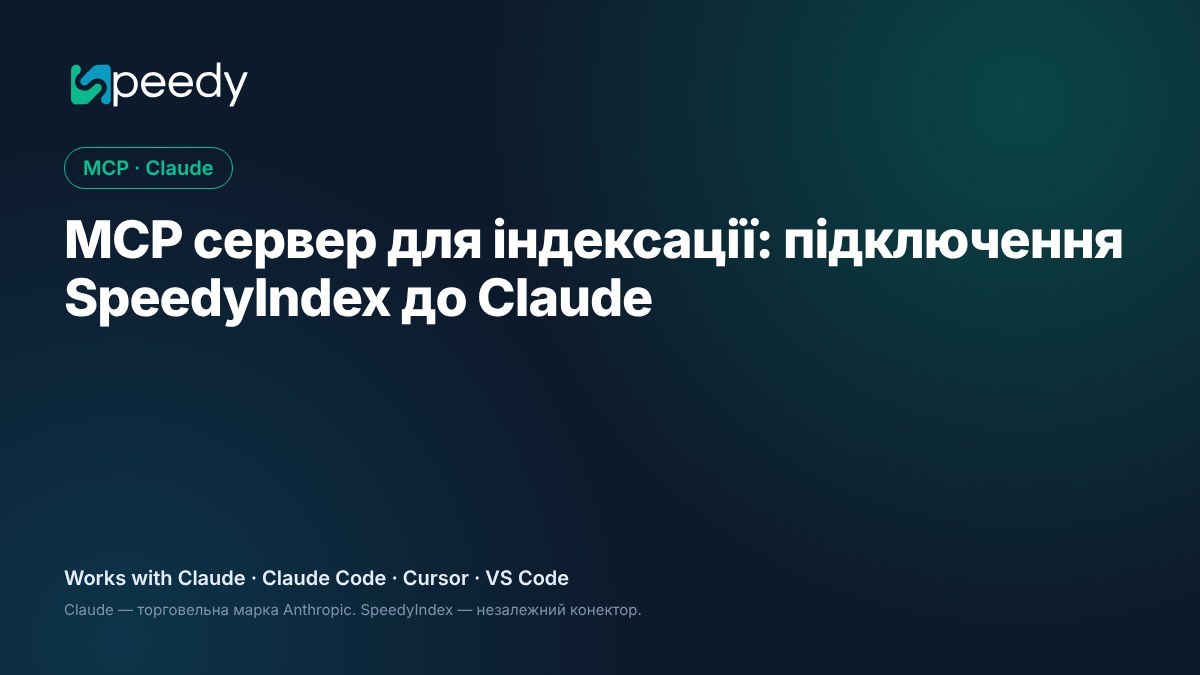 Speedy
MCP · Claude
MCP сервер для індексації: підключення
SpeedyIndex до Claude
Works with Claude · Claude Code · Cursor · VS Code
Claude — торговельна марка Anthropic. SpeedyIndex — незалежний конектор.